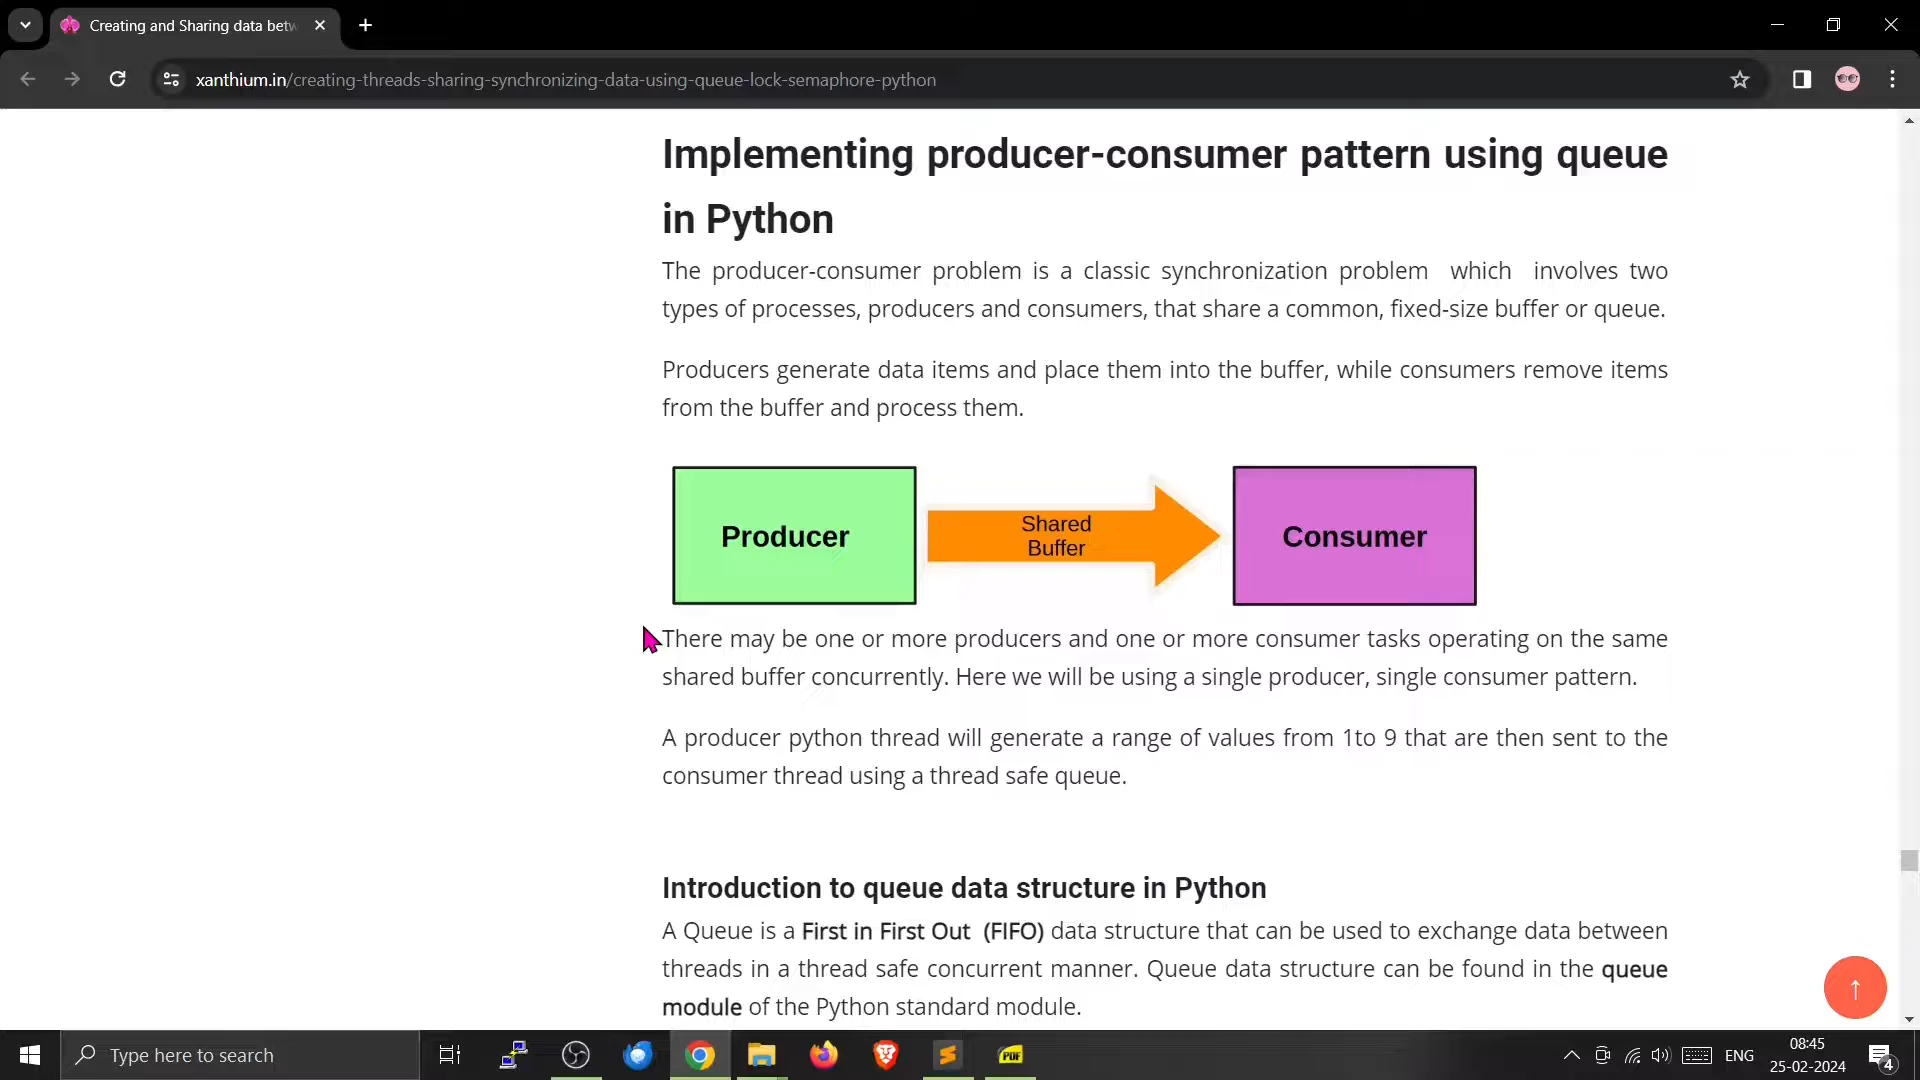 Creating and Sharing data betw
xanthium.in/creating-threads-sharing-synchronizing-data-using-queue-lock-semaphore-python
Implementing producer-consumer pattern using queue
in Python
The producer-consumer problem is a classic synchronization problem which involves two
types of processes, producers and consumers, that share a common, fixed-size buffer or queue.
Producers generate data items and place them into the buffer, while consumers remove items
from the buffer and process them.
Producer
Shared
Buffer
Consumer
There may be one or more producers and one or more consumer tasks operating on the same
shared buffer concurrently. Here we will be using a single producer, single consumer pattern.
A producer python thread will generate a range of values from 1to 9 that are then sent to the
consumer thread using a thread safe queue.
Introduction to queue data structure in Python
A Queue is a First in First Out (FIFO) data structure that can be used to exchange data between
threads in a thread safe concurrent manner. Queue data structure can be found in the queue
module of the Python standard module.
Type here to search
PDF
ENG
08:45
25-02-2024
4